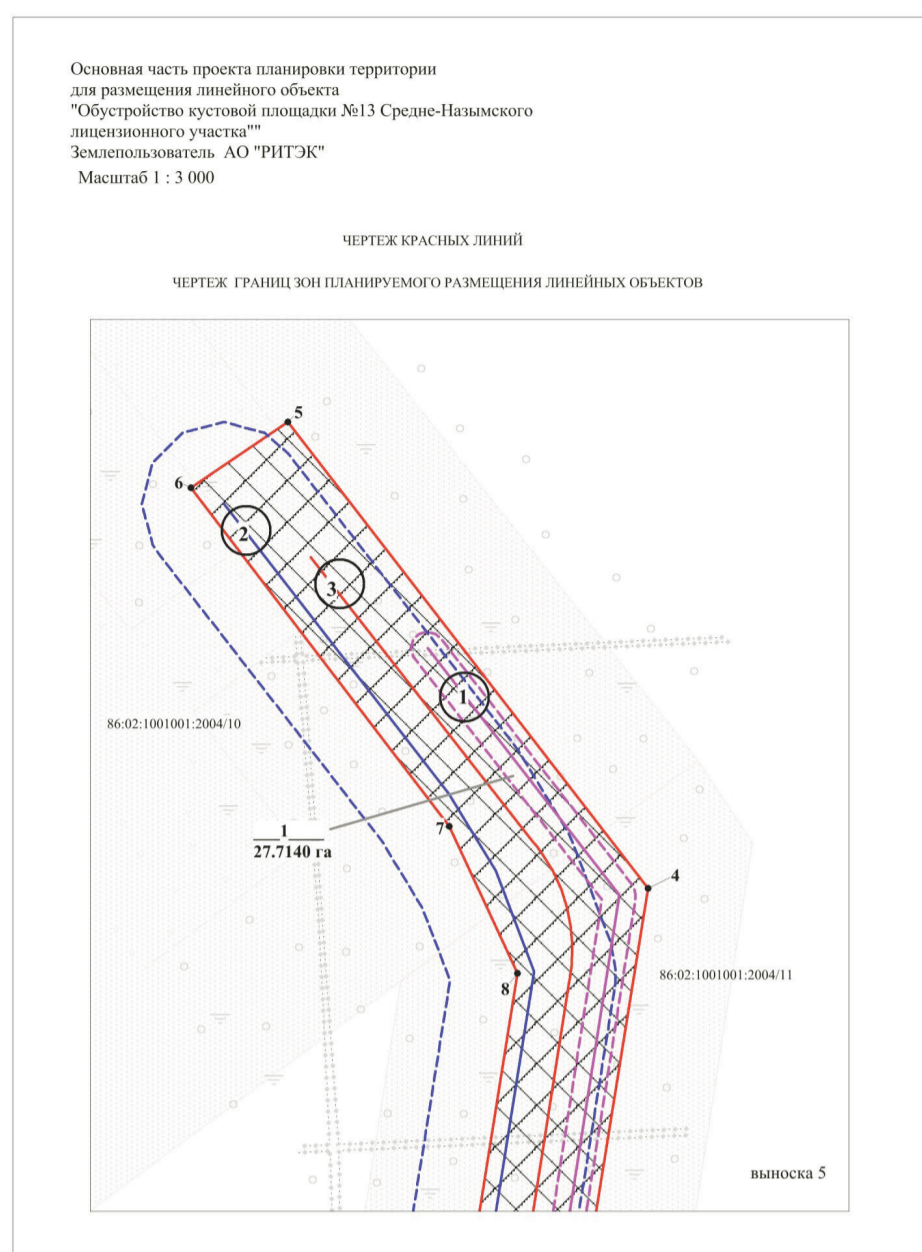 Основная часть проекта планировки территории
для размещения линейного объекта
"Обустройство кустовой площадки №13 Средне-Назымского
лицензионного участка""
Землепользователь АО "РИТЭК"
Масштаб 1 : 3 000
ЧЕРТЕЖ КРАСНЫХ ЛИНИЙ
ЧЕРТЕЖ ГРАНИЦ ЗОН ПЛАНИРУЕМОГО РАЗМЕЩЕНИЯ ЛИНЕЙНЫХ ОБЪЕКТОВ
5
6
2
3
1
86:02:1001001:2004/10
1
27.7140 га
7
4
86:02:1001001:2004/11
8
выноска 5